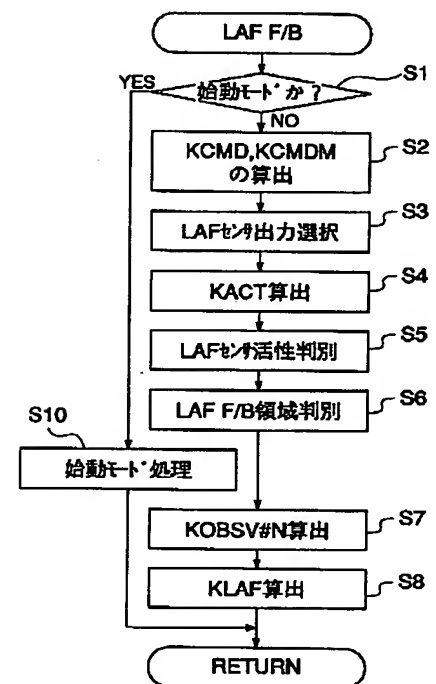 LAF F/B
S1
YES
始動ﾓｰﾄﾞか?
NO
KCMD,KCMDM
の算出
S2
LAFｾﾝｻ出力選択
S3
KACT算出
S4
LAFｾﾝｻ活性判別
S5
LAF F/B領域判別
S6
S10
始動ﾓｰﾄﾞ処理
KOBSV#N算出
S7
KLAF算出
S8
RETURN